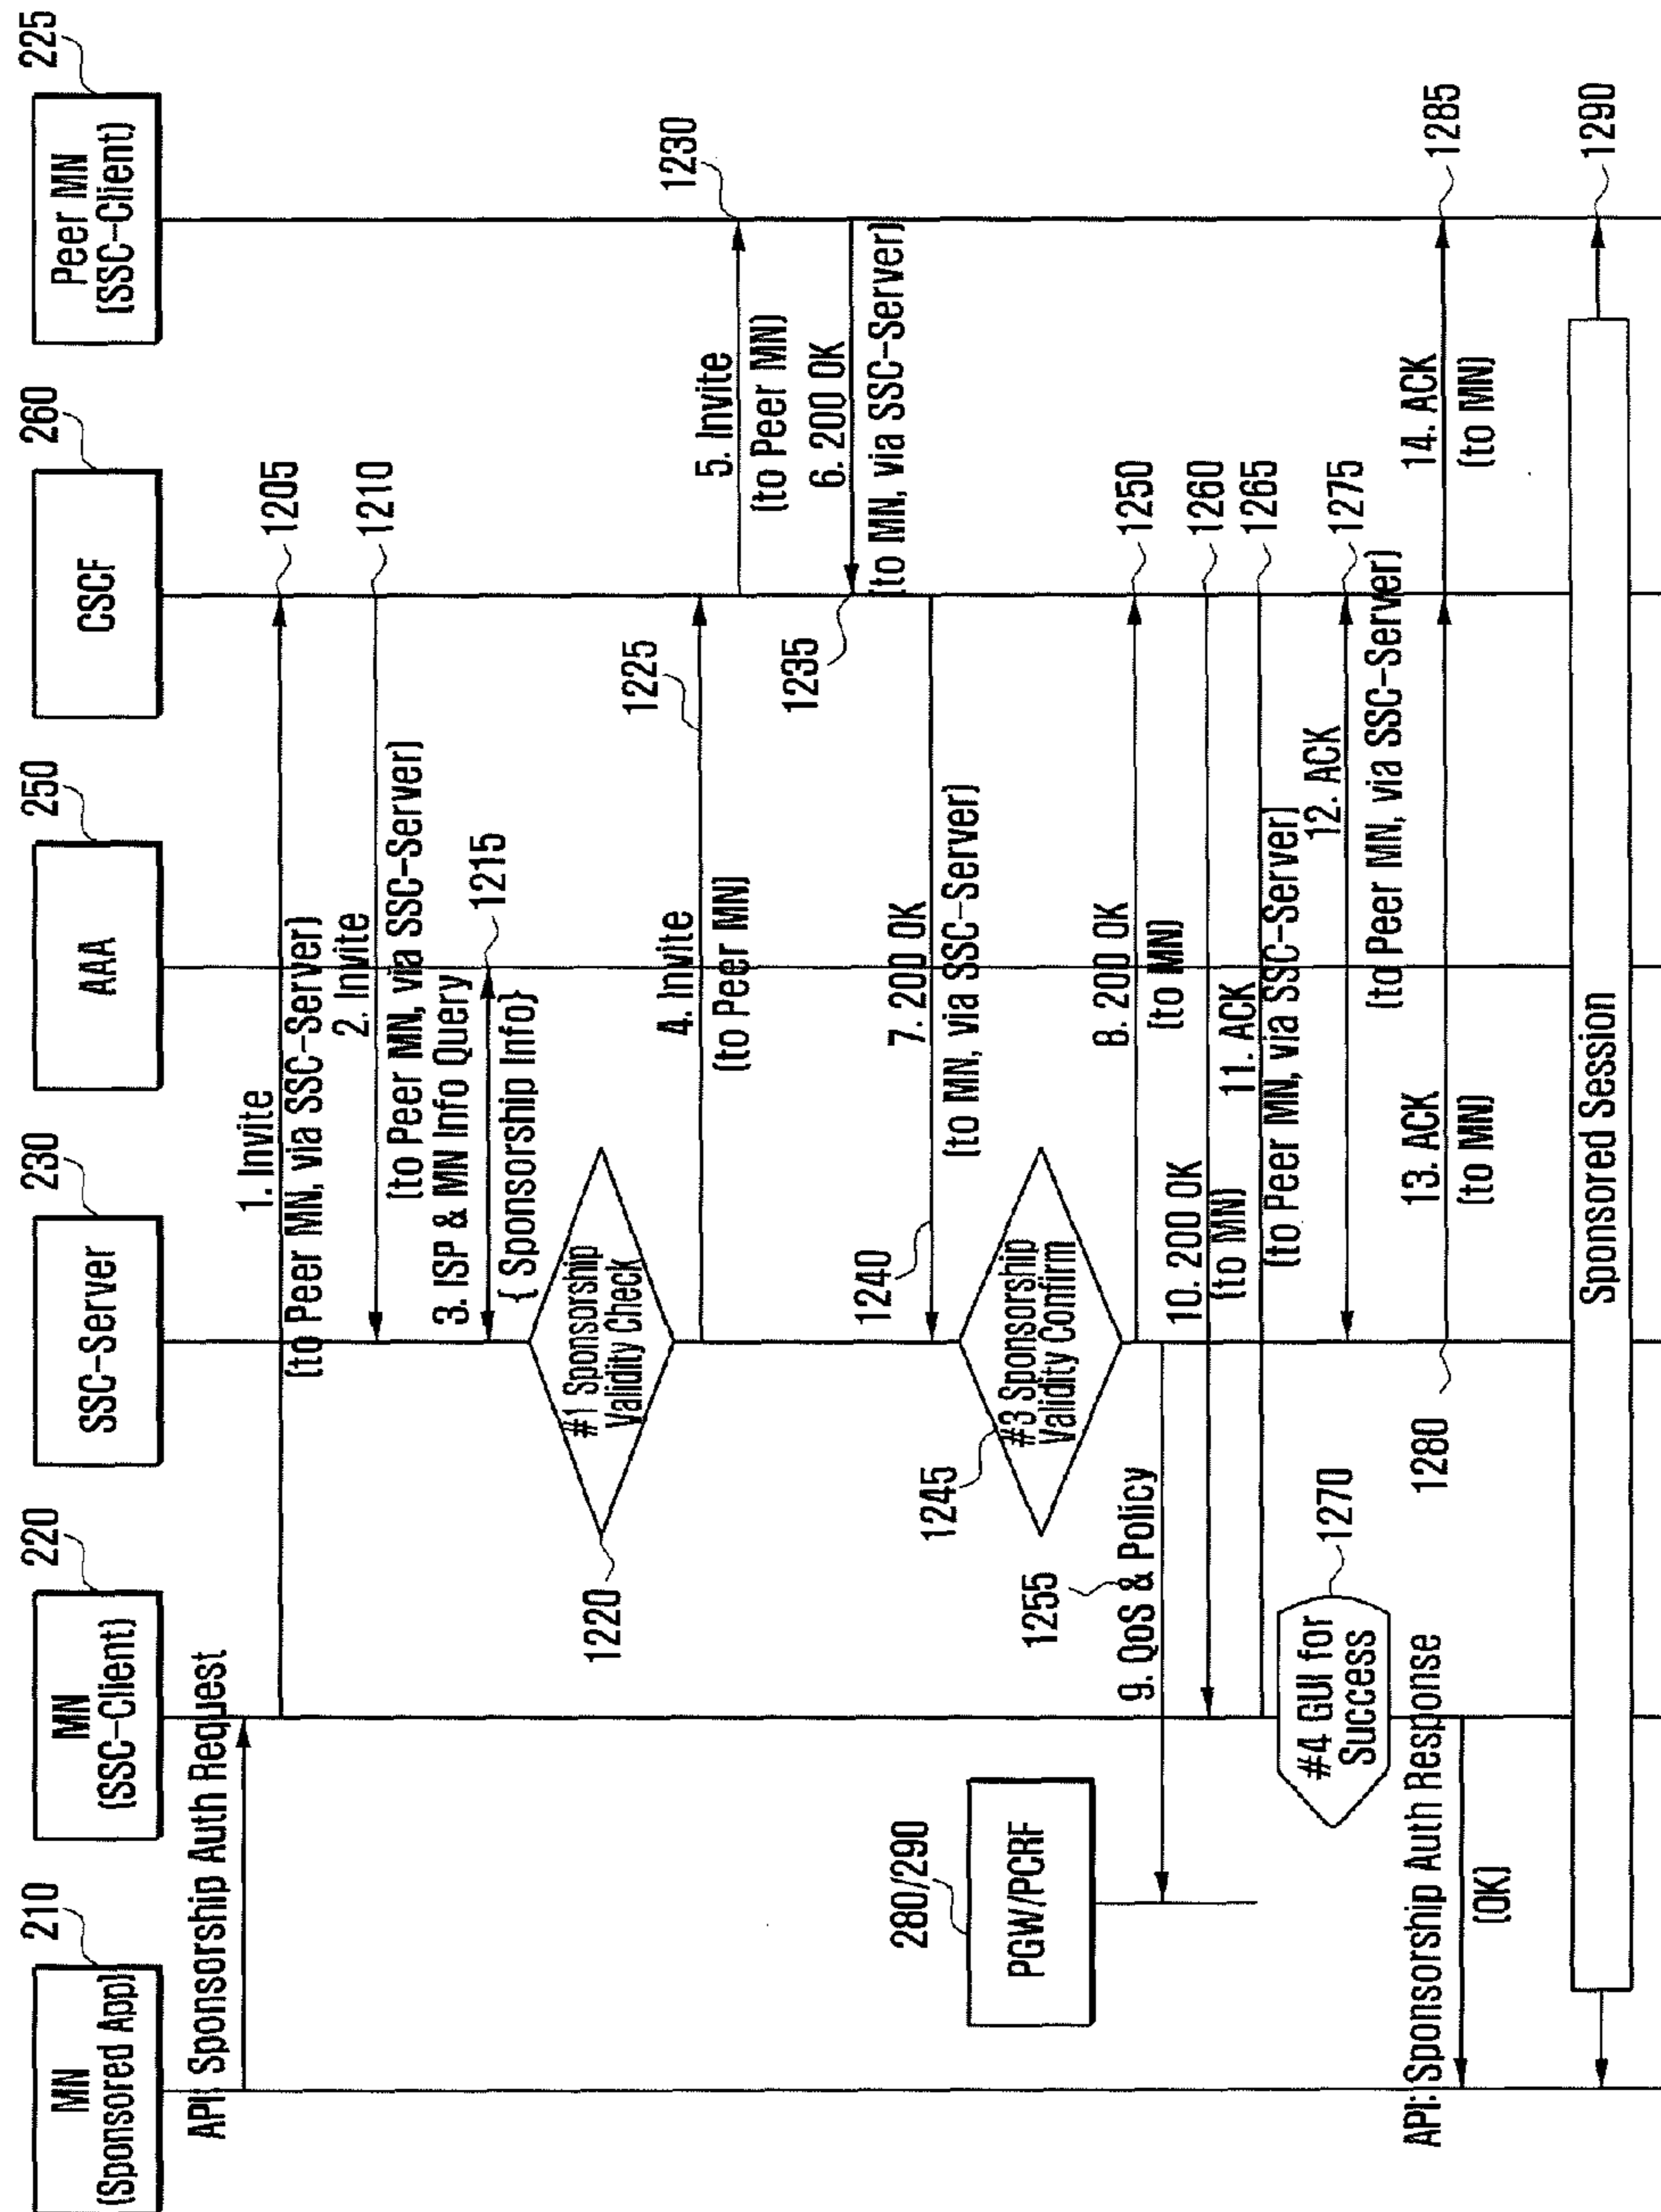 210
MN
(Sponsored App)
220
MN
(SSC-Client)
230
SSC-Server
250
AAA
260
CSCF
225
Peer MN
(SSC-Client)
API: Sponsorship Auth Request
1. Invite
(to Peer MN, via SSC-Server)
1205
2. Invite
(to Peer MN, via SSC-Server)
1210
3. ISP & MN Info Query
{ Sponsorship Info}
1215
#1 Sponsorship
Validity Check
1220
4. Invite
(to Peer MN)
1225
5. Invite
(to Peer MN)
1230
6. 200 OK
(to MN, via SSC-Server)
1235
7. 200 OK
(to MN, via SSC-Server)
1240
#3 Sponsorship
Validity Confirm
1245
8. 200 OK
(to MN)
1250
280/290
PGW/PCRF
9. QoS & Policy
1255
10. 200 OK
(to MN)
1260
11. ACK
(to Peer MN, via SSC-Server)
1265
#4 GUI for
Success
1270
12. ACK
(to Peer MN, via SSC-Server)
1275
13. ACK
(to MN)
1280
14. ACK
(to MN)
1285
API: Sponsorship Auth Response
(OK)
Sponsored Session
1290